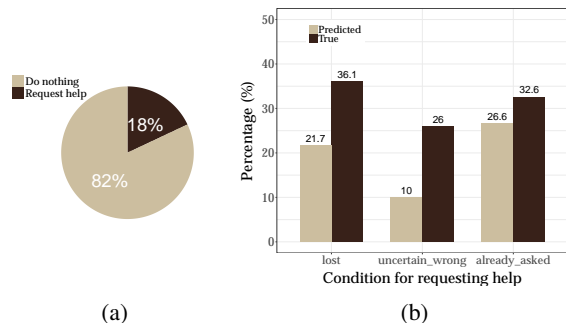 Do nothing
Request help
18%
82%
(a)
Percentage (%)
50
40
30
20
10
0
Predicted
True
21.7
36.1
10
26
26.6
32.6
lost
uncertain_wrong
already_asked
Condition for requesting help
(b)